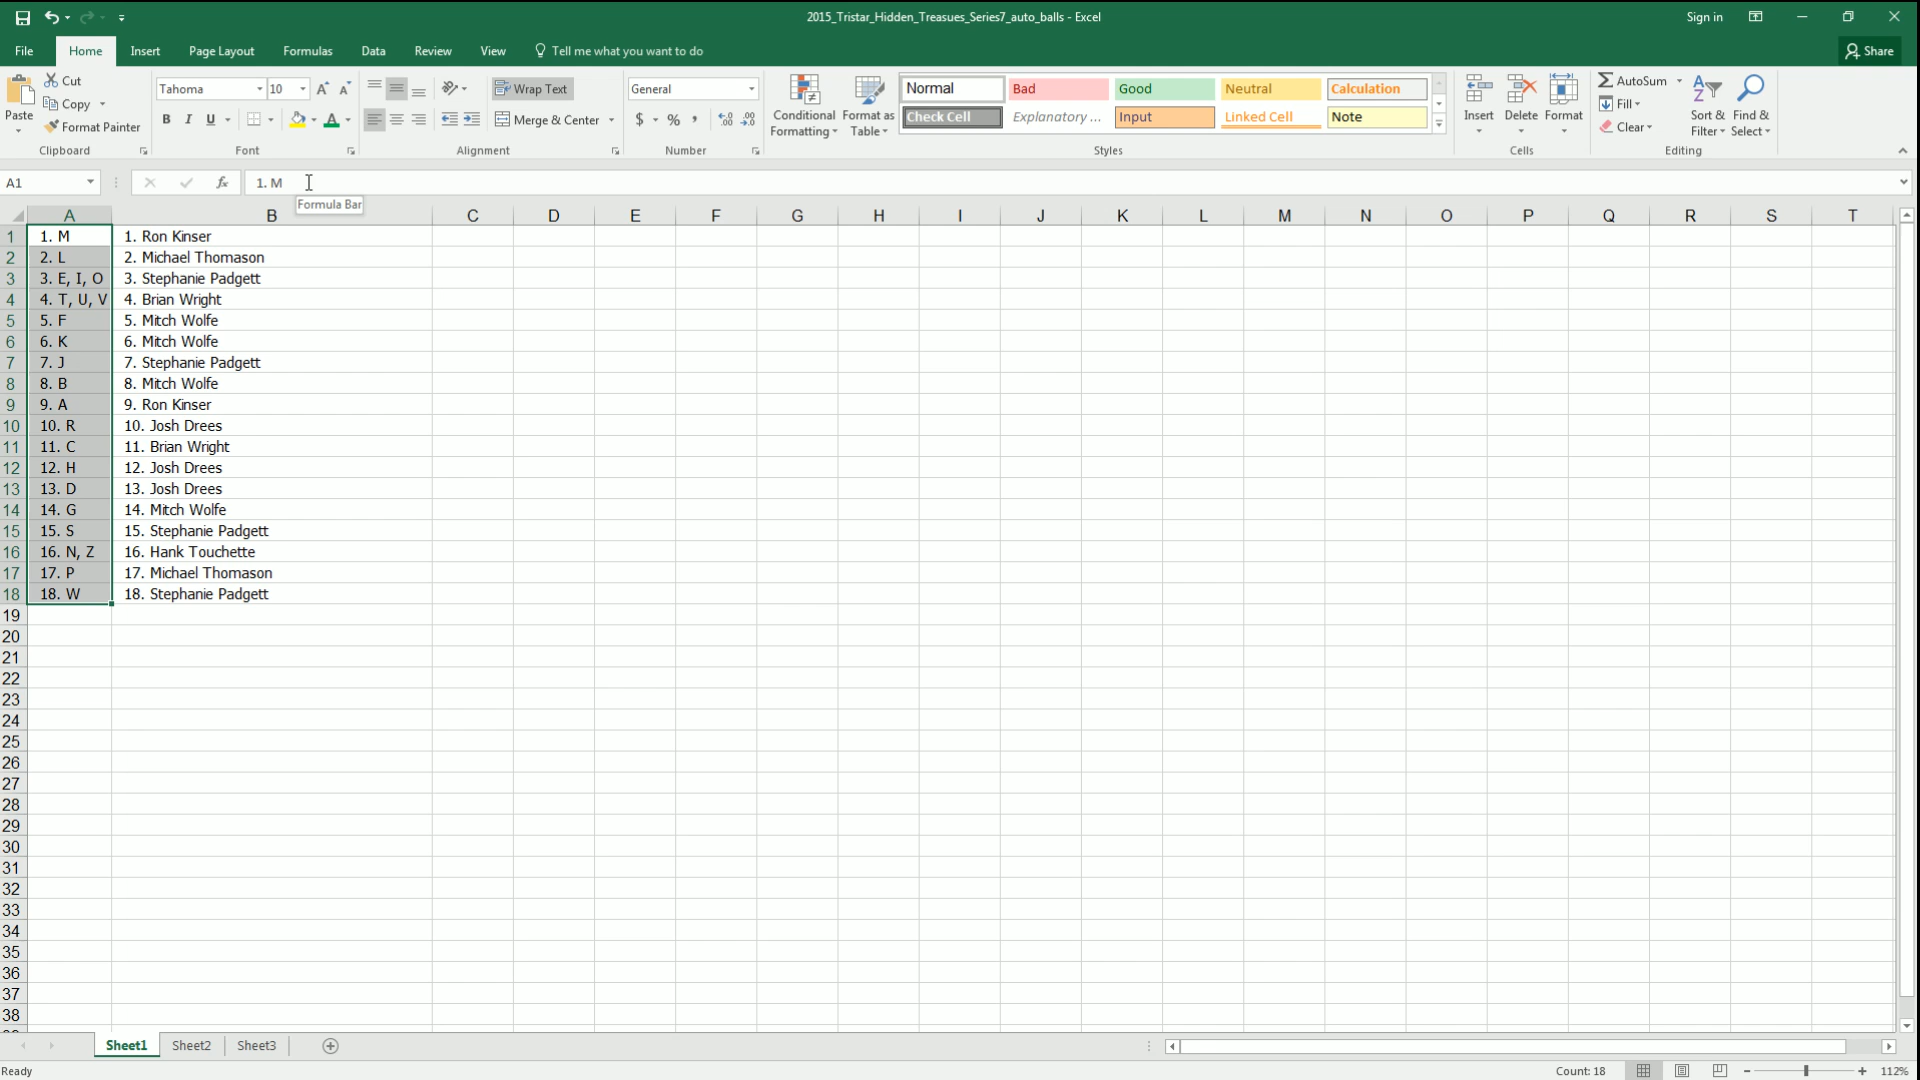 2015_Tristar_Hidden_Treasues_Series7_auto_balls - Excel
Sign in
File Home Insert Page Layout Formulas Data Review View Tell me what you want to do Share
Paste
Cut
Copy
Format Painter
Clipboard
Tahoma 10
B I U
Font
Wrap Text
Merge & Center
Alignment
General
$ % ,
Number
Conditional Formatting
Format as Table
Normal Bad Good Neutral Calculation
Check Cell Explanatory ... Input Linked Cell Note
Styles
Insert Delete Format
Cells
AutoSum
Fill
Clear
Sort & Filter
Find & Select
Editing
A1 fx 1. M
Formula Bar
A B C D E F G H I J K L M N O P Q R S T
1 1. M 1. Ron Kinser
2 2. L 2. Michael Thomason
3 3. E, I, O 3. Stephanie Padgett
4 4. T, U, V 4. Brian Wright
5 5. F 5. Mitch Wolfe
6 6. K 6. Mitch Wolfe
7 7. J 7. Stephanie Padgett
8 8. B 8. Mitch Wolfe
9 9. A 9. Ron Kinser
10 10. R 10. Josh Drees
11 11. C 11. Brian Wright
12 12. H 12. Josh Drees
13 13. D 13. Josh Drees
14 14. G 14. Mitch Wolfe
15 15. S 15. Stephanie Padgett
16 16. N, Z 16. Hank Touchette
17 17. P 17. Michael Thomason
18 18. W 18. Stephanie Padgett
19
20
21
22
23
24
25
26
27
28
29
30
31
32
33
34
35
36
37
38
Sheet1 Sheet2 Sheet3
Ready Count: 18 112%